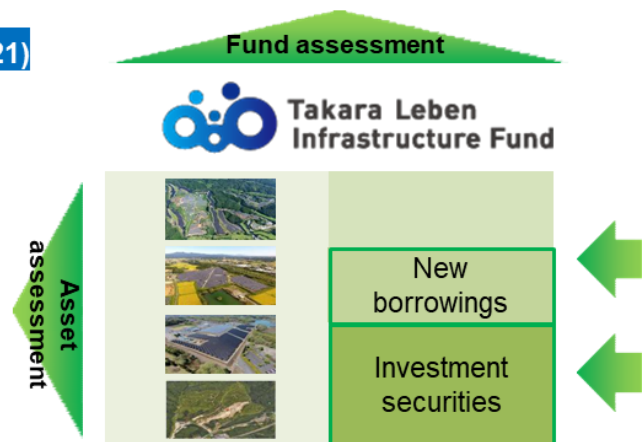 21)
Fund assessment
Takara Leben
Infrastructure Fund
Asset
assessment
New
borrowings
Investment
securities